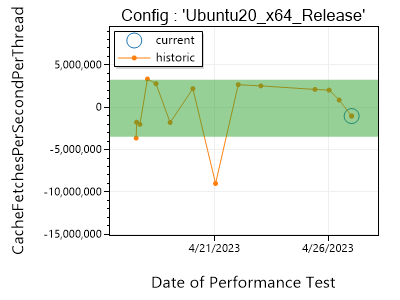 Config : 'Ubuntu20_x64_Release'
current
historic
CacheFetchesPerSecondPerThread
5,000,000
0
-5,000,000
-10,000,000
-15,000,000
4/21/2023
4/26/2023
Date of Performance Test